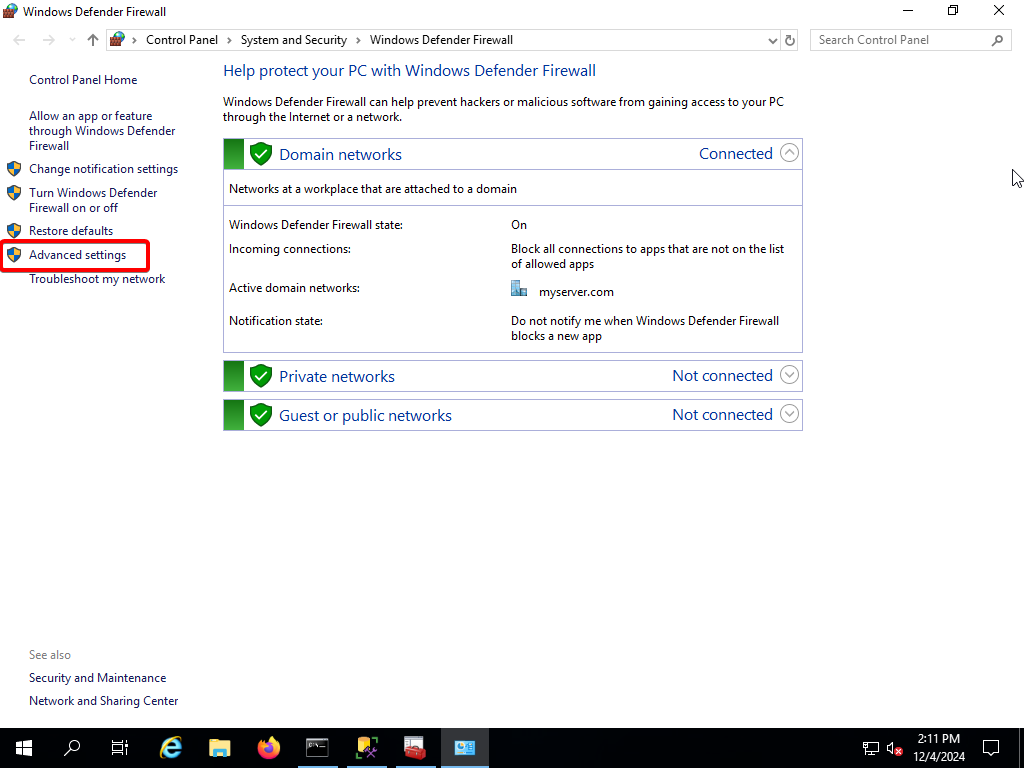 Windows Defender Firewall
Control Panel > System and Security > Windows Defender Firewall
Search Control Panel
Control Panel Home
Allow an app or feature
through Windows Defender
Firewall
Change notification settings
Turn Windows Defender
Firewall on or off
Restore defaults
Advanced settings
Troubleshoot my network
Help protect your PC with Windows Defender Firewall
Windows Defender Firewall can help prevent hackers or malicious software from gaining access to your PC
through the Internet or a network.
Domain networks Connected
Networks at a workplace that are attached to a domain
Windows Defender Firewall state: On
Incoming connections: Block all connections to apps that are not on the list
of allowed apps
Active domain networks: myserver.com
Notification state: Do not notify me when Windows Defender Firewall
blocks a new app
Private networks Not connected
Guest or public networks Not connected
See also
Security and Maintenance
Network and Sharing Center
2:11 PM
12/4/2024